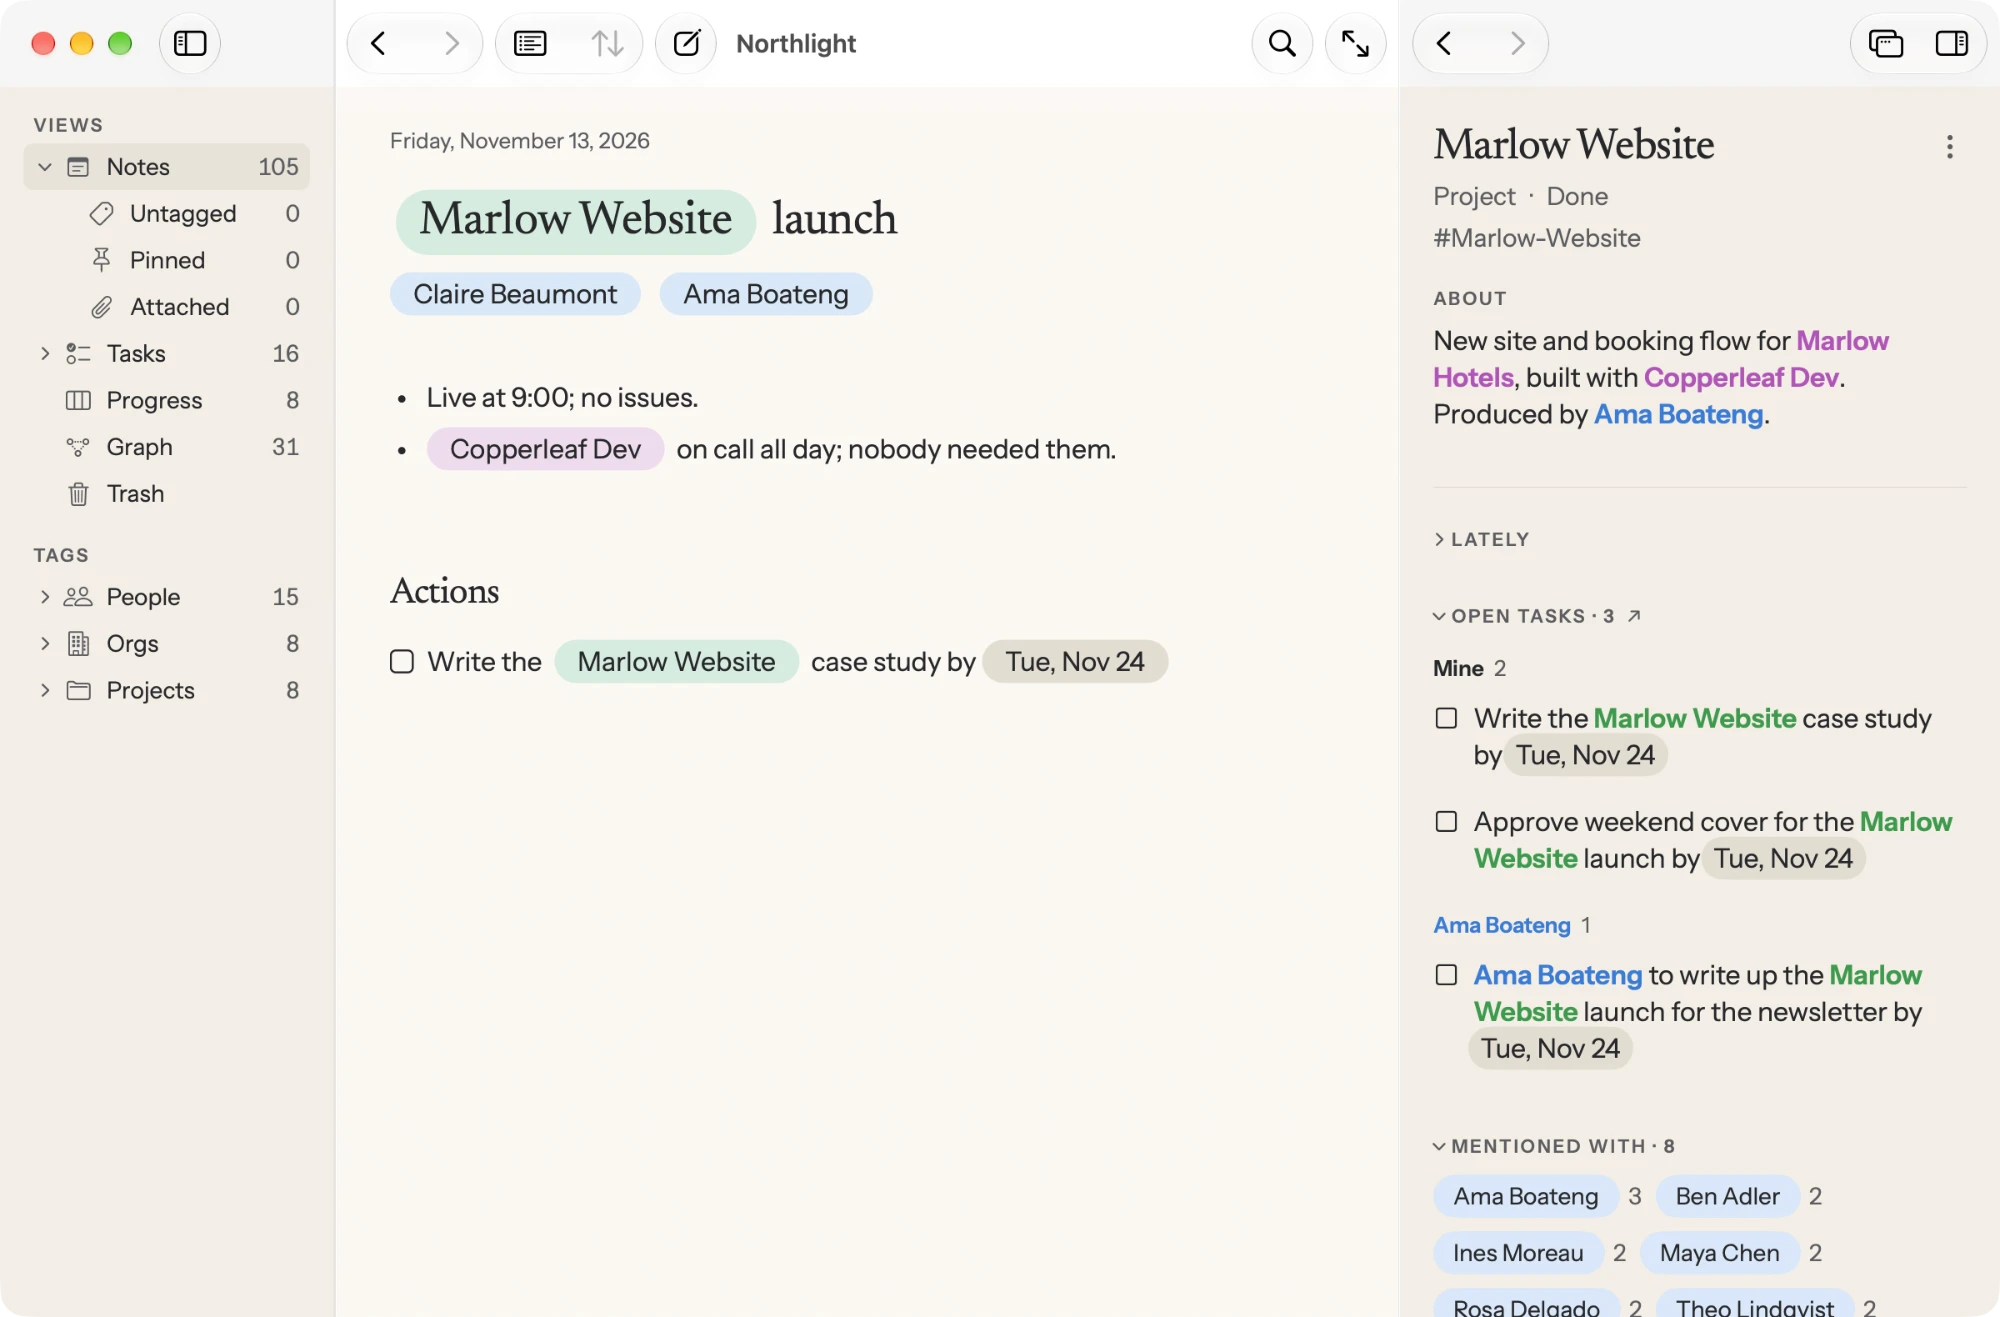 Northlight
VIEWS
Notes 105
Untagged 0
Pinned 0
Attached 0
Tasks 16
Progress 8
Graph 31
Trash
TAGS
People 15
Orgs 8
Projects 8
Friday, November 13, 2026
Marlow Website launch
Claire Beaumont Ama Boateng
• Live at 9:00; no issues.
• Copperleaf Dev on call all day; nobody needed them.
Actions
Write the Marlow Website case study by Tue, Nov 24
Marlow Website
Project · Done
#Marlow-Website
ABOUT
New site and booking flow for Marlow
Hotels, built with Copperleaf Dev.
Produced by Ama Boateng.
LATELY
OPEN TASKS · 3
Mine 2
Write the Marlow Website case study
by Tue, Nov 24
Approve weekend cover for the Marlow
Website launch by Tue, Nov 24
Ama Boateng 1
Ama Boateng to write up the Marlow
Website launch for the newsletter by
Tue, Nov 24
MENTIONED WITH · 8
Ama Boateng 3 Ben Adler 2
Ines Moreau 2 Maya Chen 2
Rosa Delgado 2 Theo Lindqvist 2